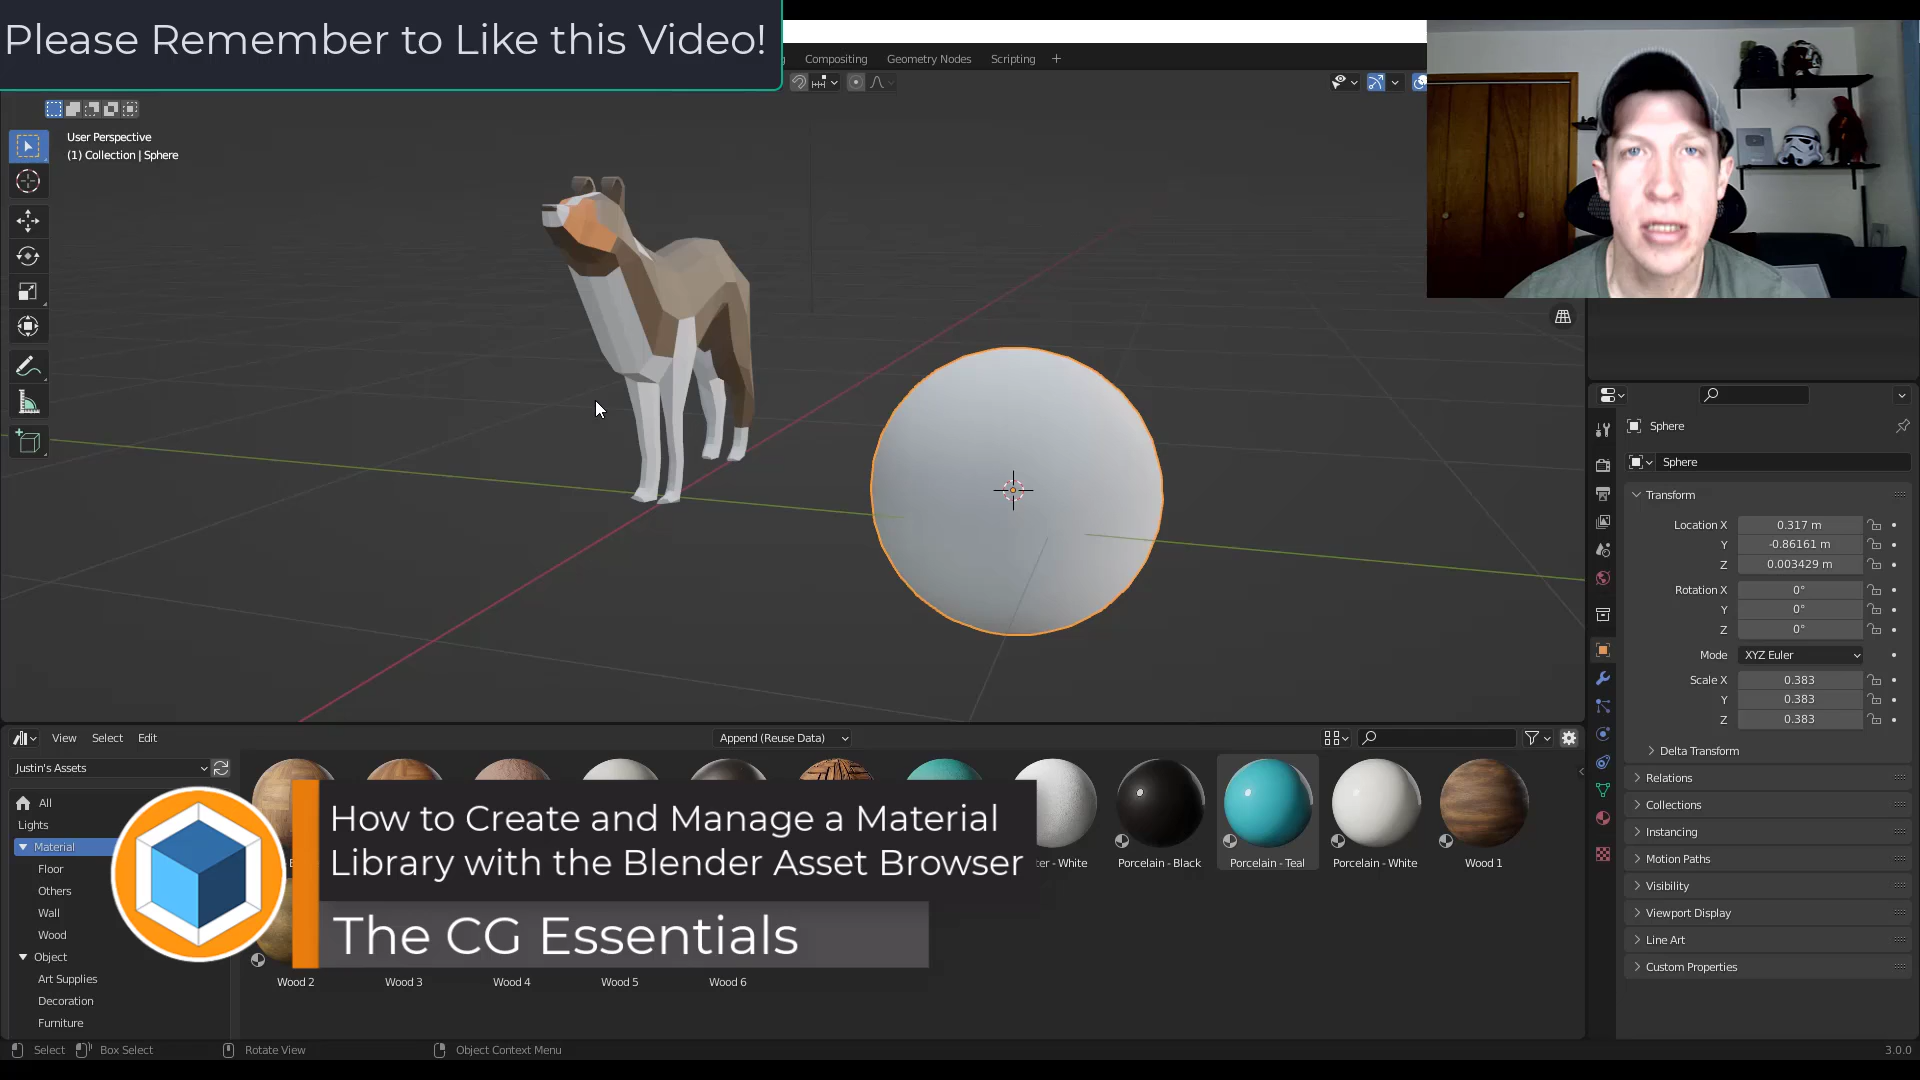 Please Remember to Like this Video!
Compositing
Geometry Nodes
Scripting
+
User Perspective
(1) Collection | Sphere
Sphere
Sphere
Transform
Location X 0.317 m
Y -0.86161 m
Z 0.003429 m
Rotation X 0°
Y 0°
Z 0°
Mode XYZ Euler
Scale X 0.383
Y 0.383
Z 0.383
Delta Transform
Relations
Collections
Instancing
Motion Paths
Visibility
Viewport Display
Line Art
Custom Properties
View Select Edit
Append (Reuse Data)
Justin's Assets
All
Lights
Material
Floor
Others
Wall
Wood
Object
Art Supplies
Decoration
Furniture
How to Create and Manage a Material
Library with the Blender Asset Browser
The CG Essentials
- White
Porcelain - Black
Porcelain - Teal
Porcelain - White
Wood 1
Wood 2
Wood 3
Wood 4
Wood 5
Wood 6
Select
Box Select
Rotate View
Object Context Menu
3.0.0